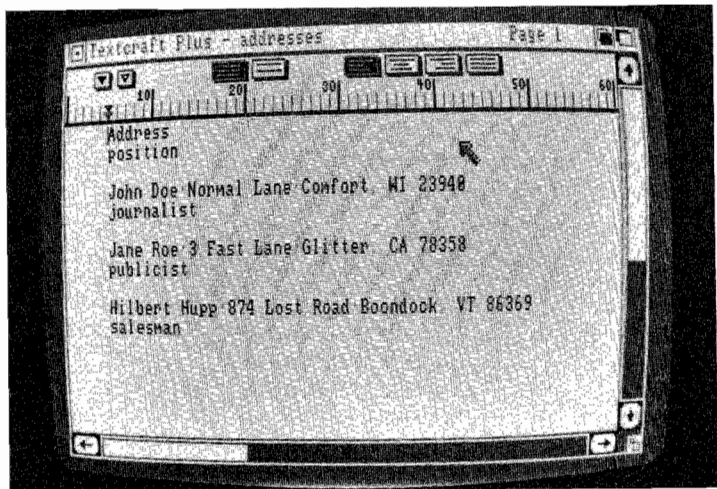 Textcraft Plus - addresses Page 1
10 20 30 40 50 60
Address
position
John Doe Normal Lane Comfort WI 23940
journalist
Jane Roe 3 Fast Lane Glitter CA 78358
publicist
Hilbert Hupp 874 Lost Road Boondock VT 86369
salesman